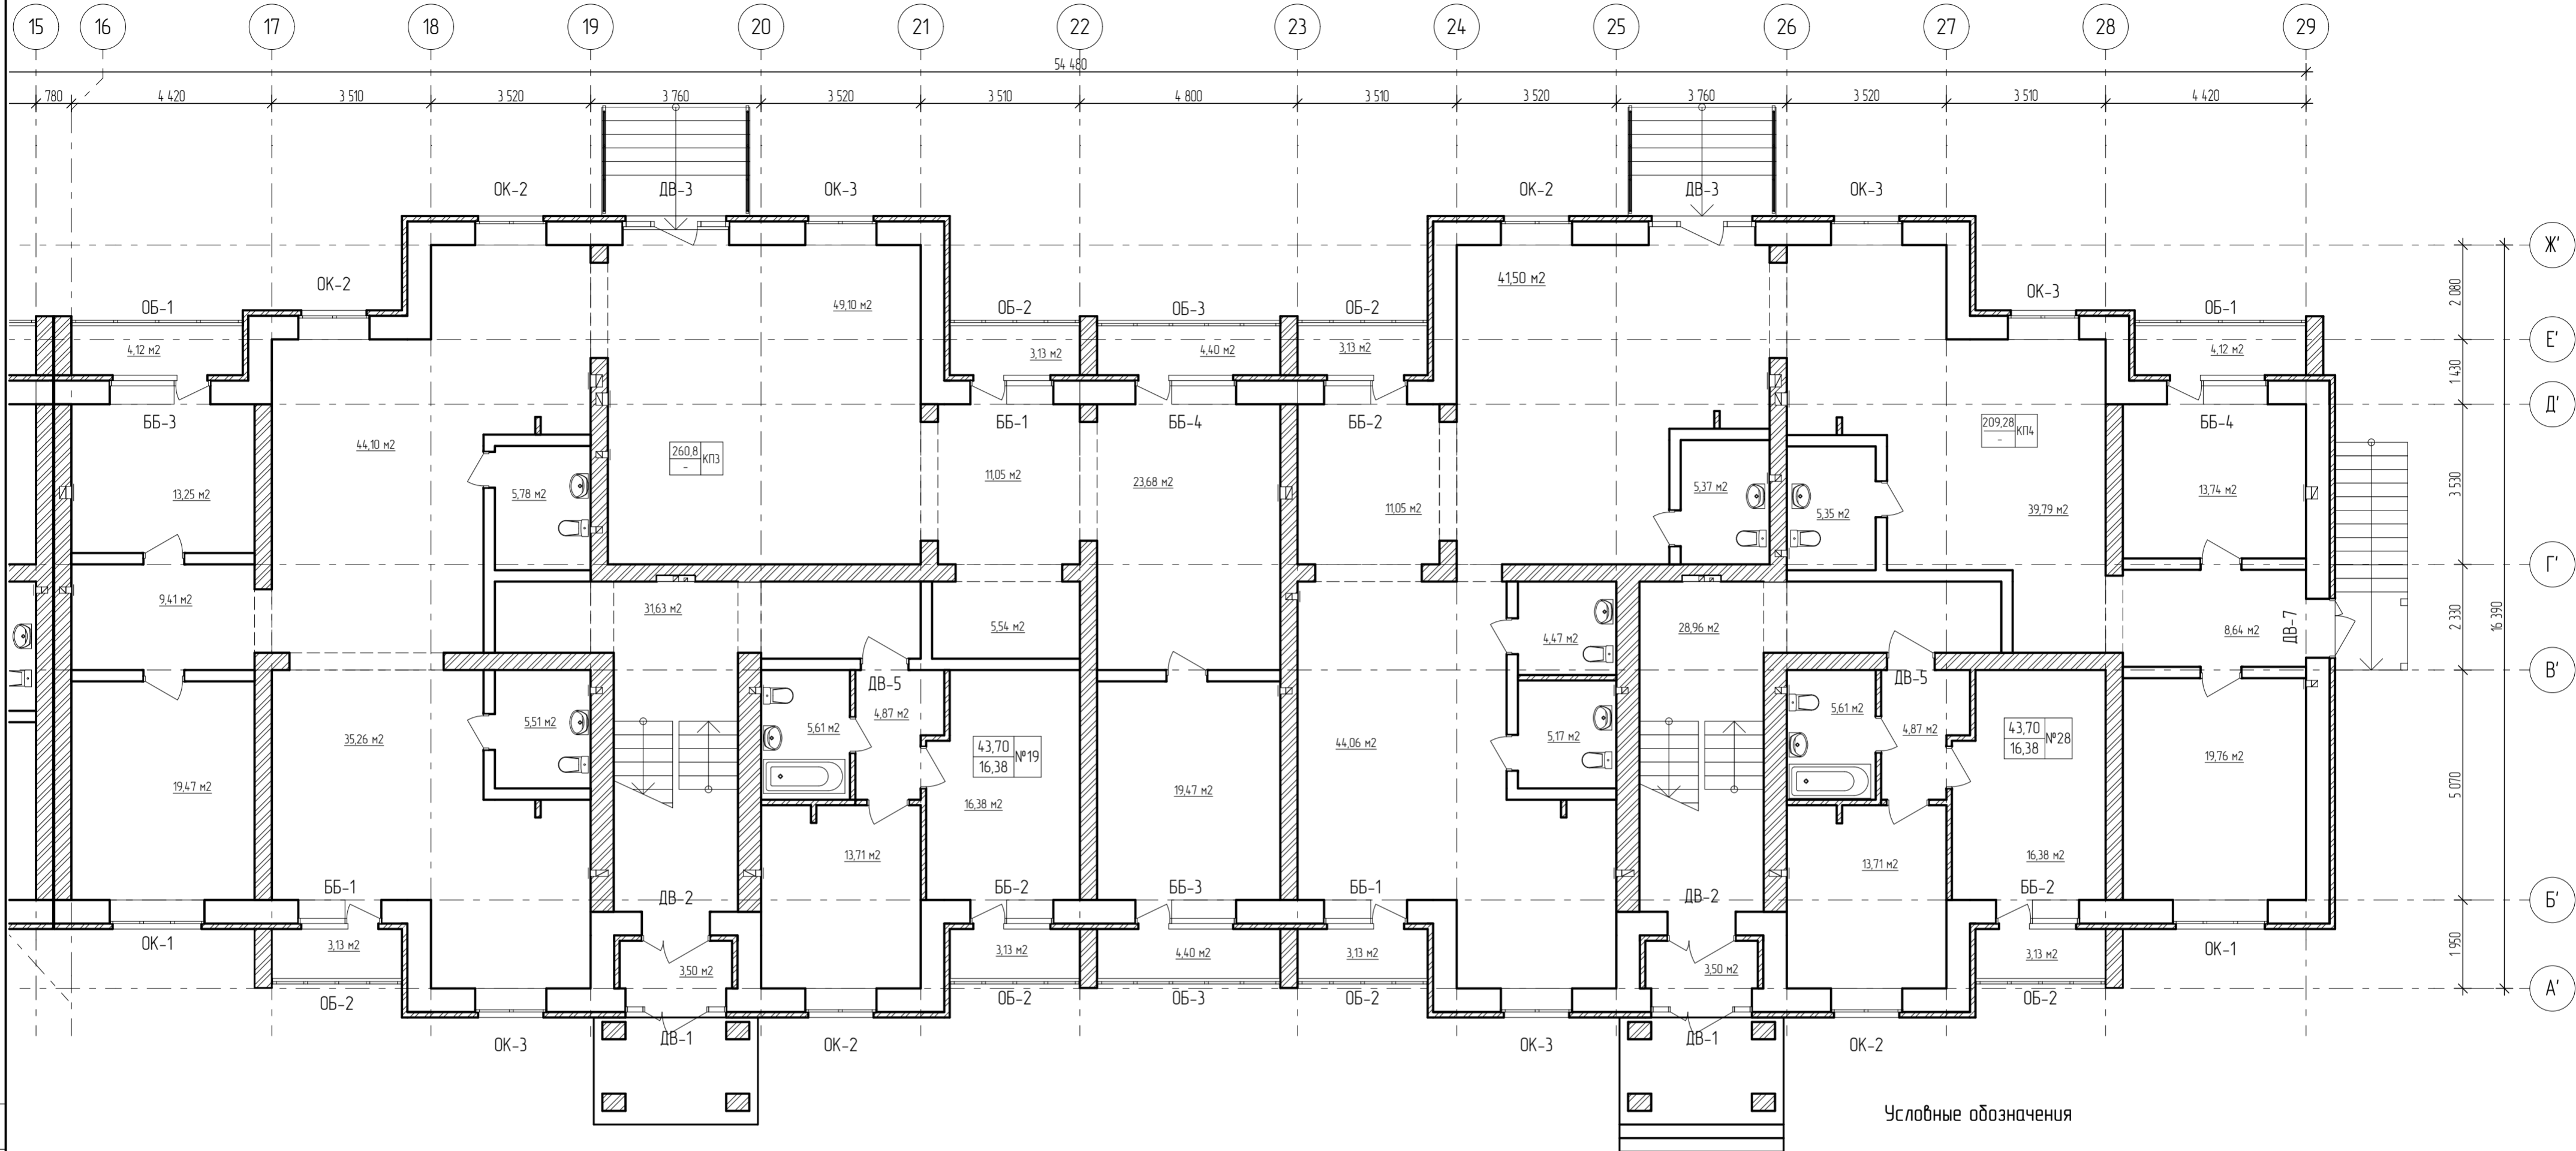 15 16 17 18 19 20 21 22 23 24 25 26 27 28 29
54 480
780 4 420 3 510 3 520 3 760 3 520 3 510 4 800 3 510 3 520 3 760 3 520 3 510 4 420
ОК-2 ДВ-3 ОК-3 ОК-2 ДВ-3 ОК-3
Ж'
ОК-2 41,50 м2 ОК-3
2 080
ОБ-1 49,10 м2 ОБ-2 ОБ-3 ОБ-2 ОБ-1
Е'
4,12 м2 3,13 м2 4,40 м2 3,13 м2 4,12 м2
1 430
Д'
ББ-3 ББ-1 ББ-4 ББ-2 ББ-4
44,10 м2 260,8 - КП3 209,28 - КП4
13,25 м2 5,78 м2 11,05 м2 23,68 м2 11,05 м2 5,37 м2 5,35 м2 39,79 м2 13,74 м2
3 530
Г'
9,41 м2 31,63 м2 5,54 м2 4,47 м2 28,96 м2 8,64 м2 ДВ-7
2 330
16 390
В'
ДВ-5 ДВ-5
5,51 м2 5,61 м2 4,87 м2 5,17 м2 5,61 м2 4,87 м2
35,26 м2 43,70 16,38 №19 44,06 м2 43,70 16,38 №28 19,76 м2
19,47 м2 16,38 м2 19,47 м2
5 070
13,71 м2 13,71 м2 16,38 м2
ББ-1 ДВ-2 ББ-2 ББ-3 ББ-1 ДВ-2 ББ-2
Б'
ОК-1 3,13 м2 3,13 м2 4,40 м2 3,13 м2 3,13 м2 ОК-1
3,50 м2 3,50 м2
1 950
А'
ОБ-2 ОБ-2 ОБ-3 ОБ-2 ОБ-2
ОК-3 ДВ-1 ОК-2 ОК-3 ДВ-1 ОК-2
Условные обозначения